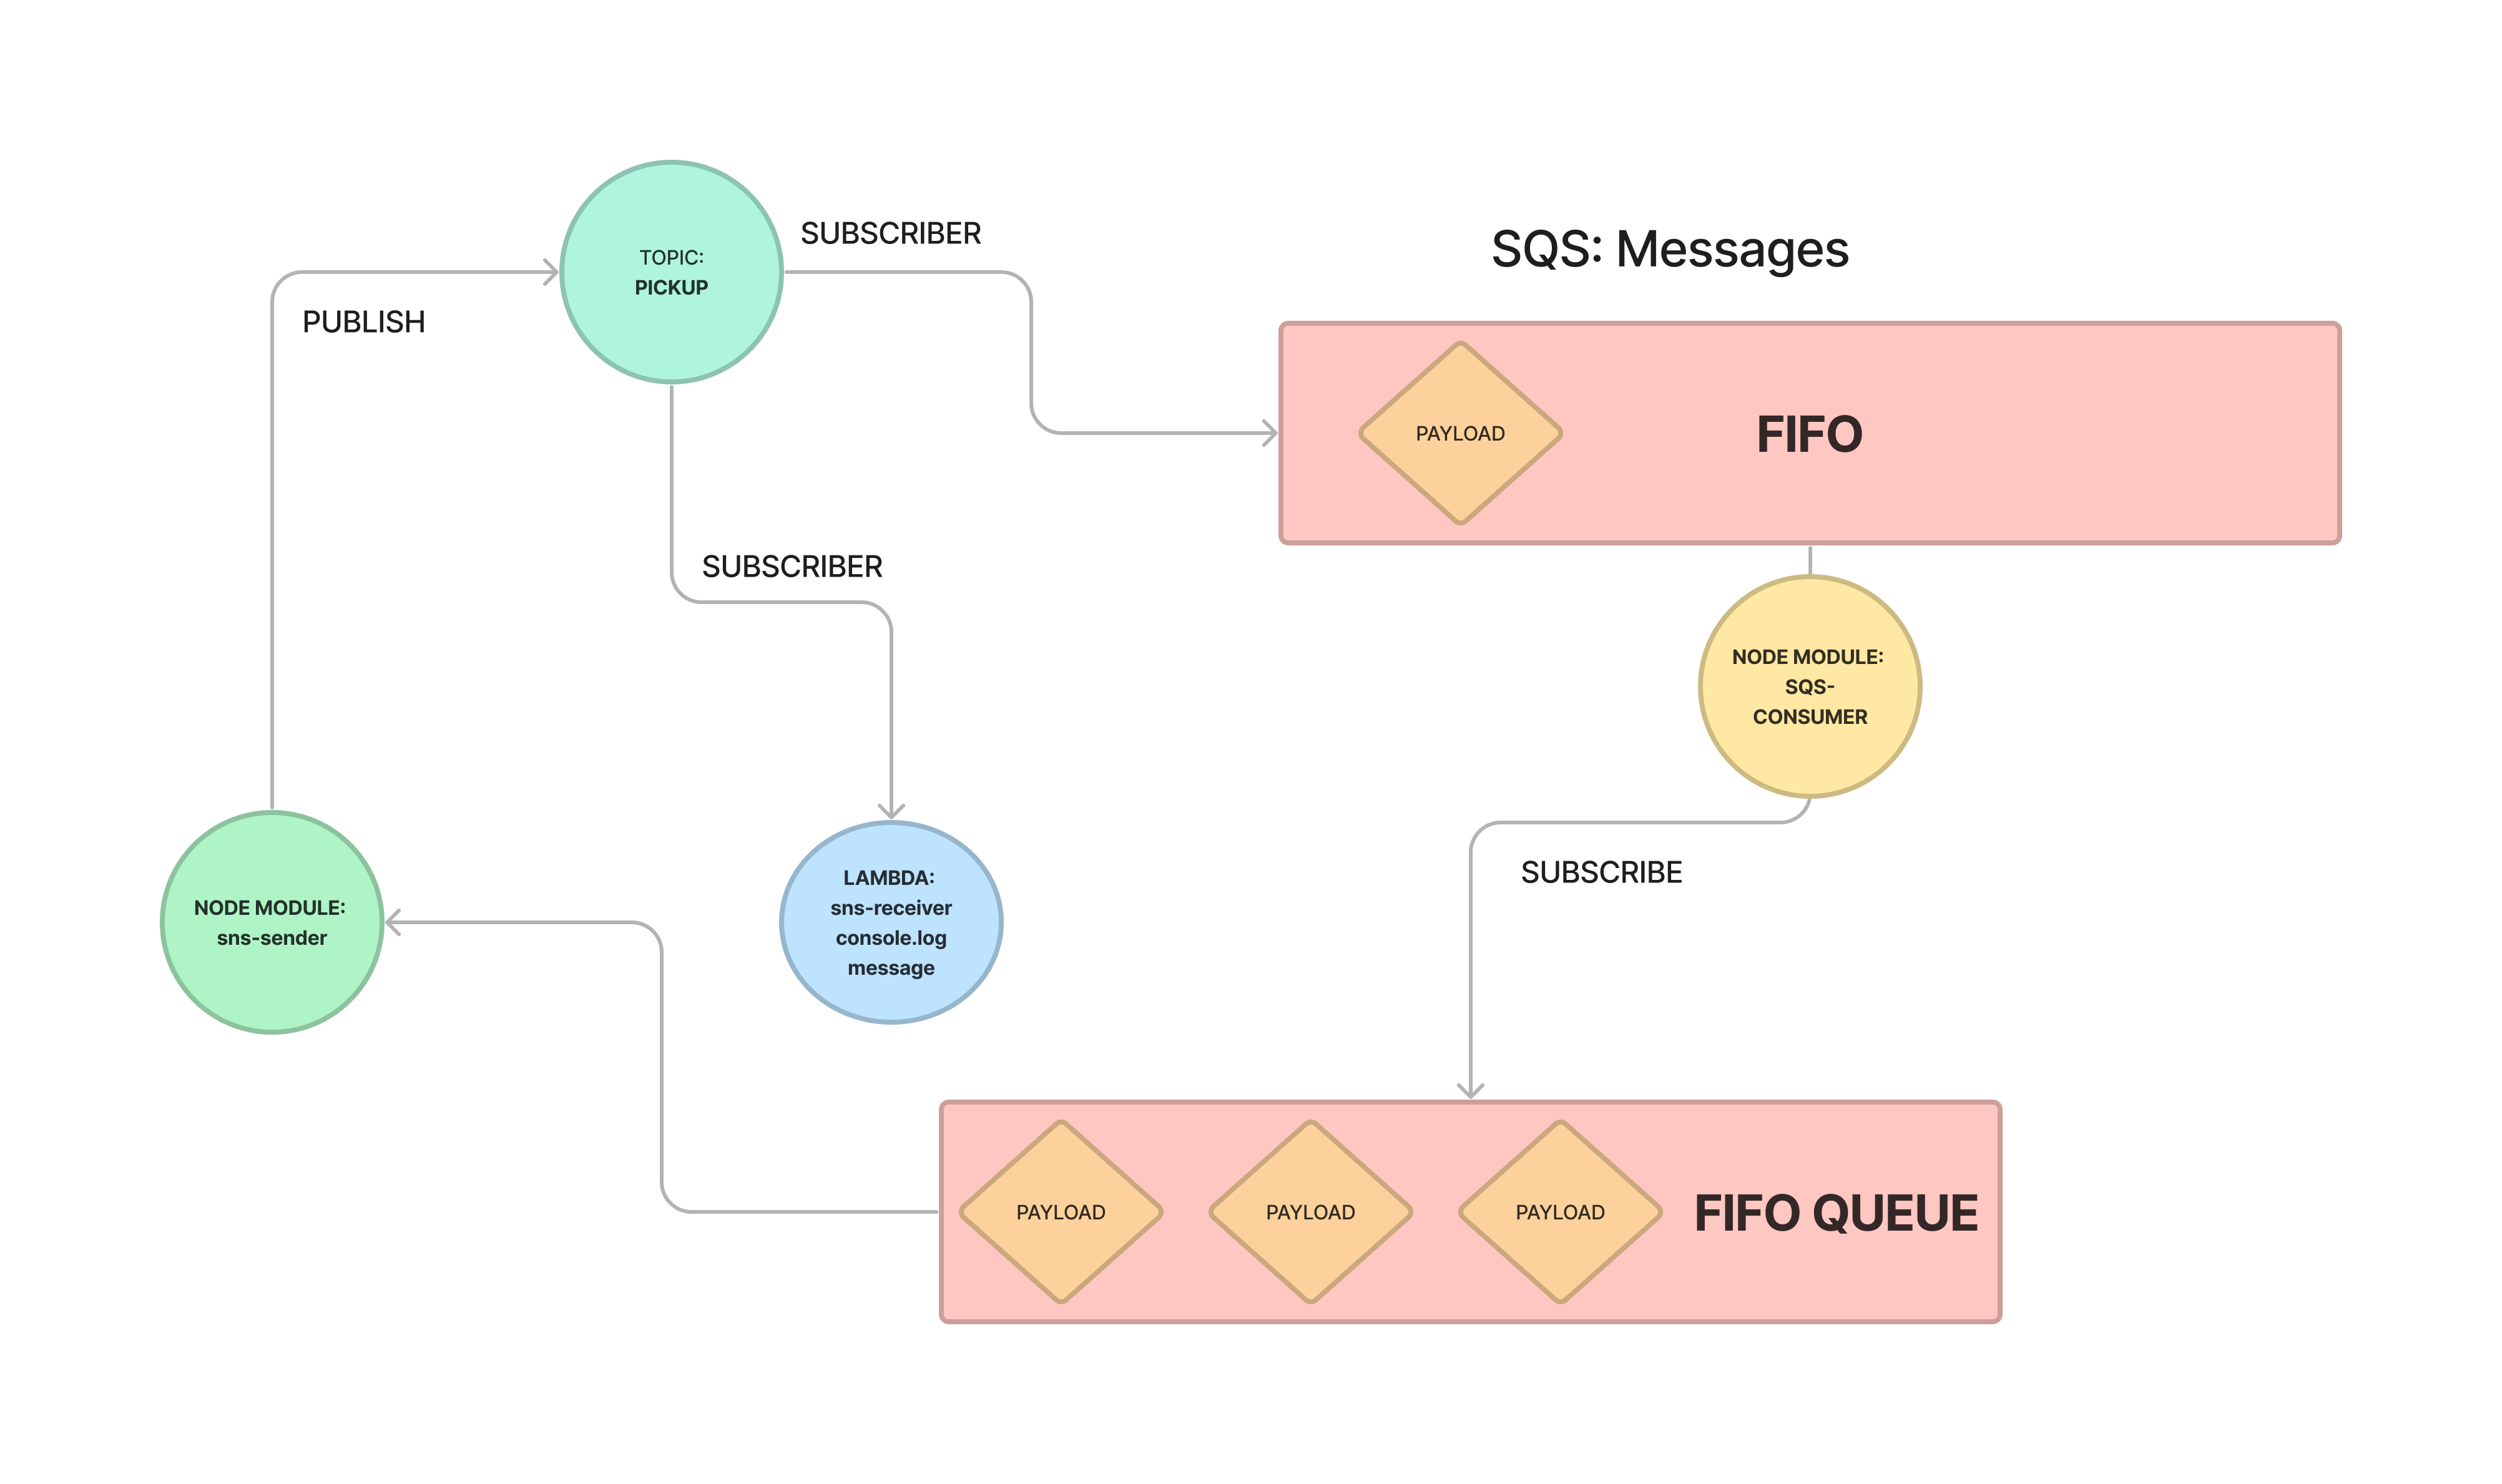 SUBSCRIBER
SQS: Messages
TOPIC:
PICKUP
PUBLISH
PAYLOAD
FIFO
SUBSCRIBER
NODE MODULE:
SQS-
CONSUMER
SUBSCRIBE
LAMBDA:
sns-receiver
console.log
message
NODE MODULE:
sns-sender
PAYLOAD
PAYLOAD
PAYLOAD
FIFO QUEUE